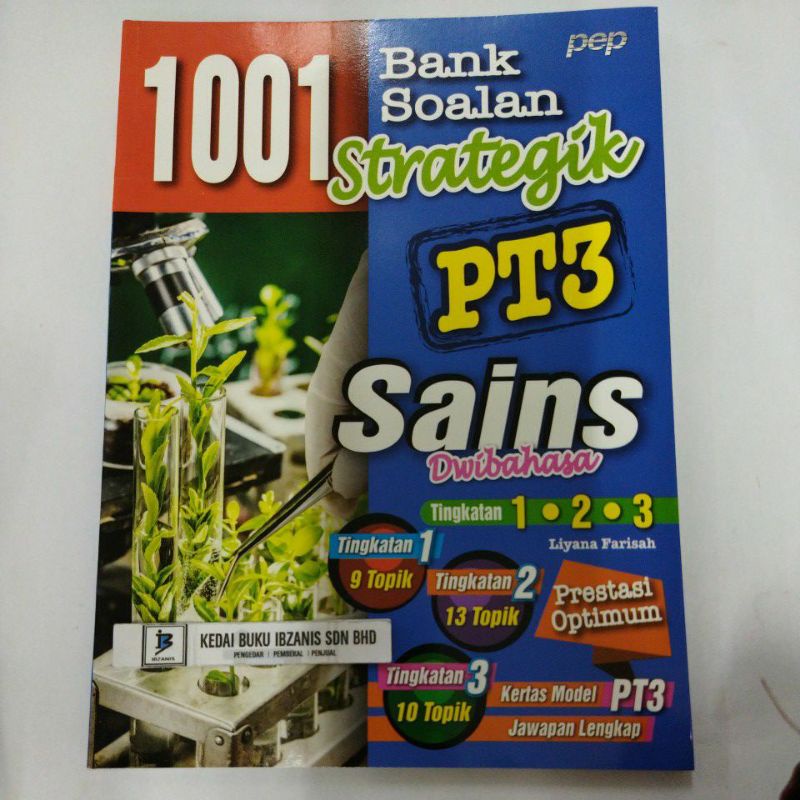 1001
Bank
Soalan
Strategik
pep
PT3
Sains
Dwibahasa
Tingkatan 1 • 2 • 3
Liyana Farisah
Tingkatan 1
9 Topik
Tingkatan 2
13 Topik
Prestasi
Optimum
Tingkatan 3
10 Topik
Kertas Model PT3
Jawapan Lengkap
IBZANIS
KEDAI BUKU IBZANIS SDN BHD
PENGEDAR | PEMBEKAL | PENJUAL